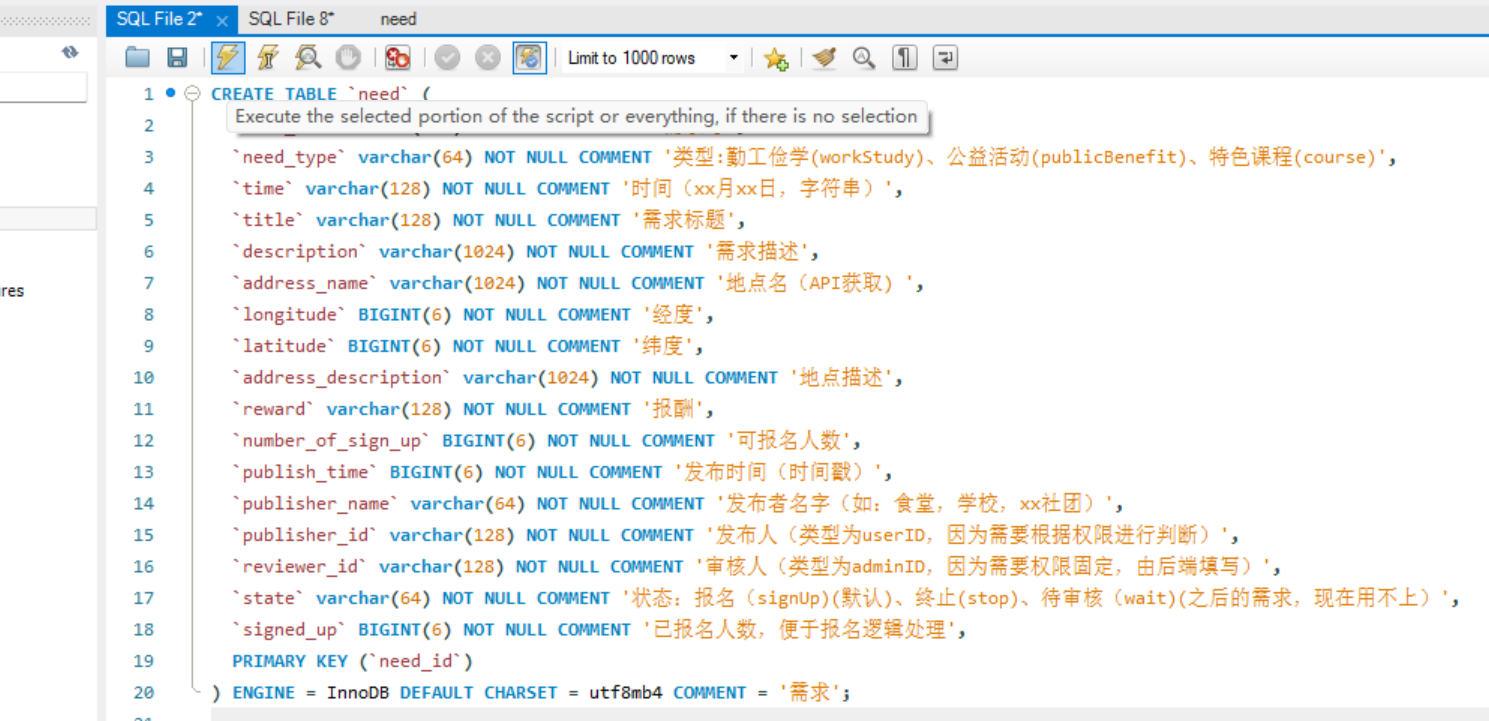 SQL File 2* × SQL File 8* need
Limit to 1000 rows
1 CREATE TABLE `need` (
Execute the selected portion of the script or everything, if there is no selection
2
3 `need_type` varchar(64) NOT NULL COMMENT '类型:勤工俭学(workStudy)、公益活动(publicBenefit)、特色课程(course)',
4 `time` varchar(128) NOT NULL COMMENT '时间（xx月xx日，字符串）',
5 `title` varchar(128) NOT NULL COMMENT '需求标题',
6 `description` varchar(1024) NOT NULL COMMENT '需求描述',
7 `address_name` varchar(1024) NOT NULL COMMENT '地点名（API获取) ',
res
8 `longitude` BIGINT(6) NOT NULL COMMENT '经度',
9 `latitude` BIGINT(6) NOT NULL COMMENT '纬度',
10 `address_description` varchar(1024) NOT NULL COMMENT '地点描述',
11 `reward` varchar(128) NOT NULL COMMENT '报酬',
12 `number_of_sign_up` BIGINT(6) NOT NULL COMMENT '可报名人数',
13 `publish_time` BIGINT(6) NOT NULL COMMENT '发布时间（时间戳）',
14 `publisher_name` varchar(64) NOT NULL COMMENT '发布者名字（如：食堂，学校，xx社团）',
15 `publisher_id` varchar(128) NOT NULL COMMENT '发布人（类型为userID，因为需要根据权限进行判断）',
16 `reviewer_id` varchar(128) NOT NULL COMMENT '审核人（类型为adminID，因为需要权限固定，由后端填写）',
17 `state` varchar(64) NOT NULL COMMENT '状态：报名（signUp)(默认)、终止(stop)、待审核（wait)(之后的需求，现在用不上）',
18 `signed_up` BIGINT(6) NOT NULL COMMENT '已报名人数，便于报名逻辑处理',
19 PRIMARY KEY (`need_id`)
20 ) ENGINE = InnoDB DEFAULT CHARSET = utf8mb4 COMMENT = '需求';
21